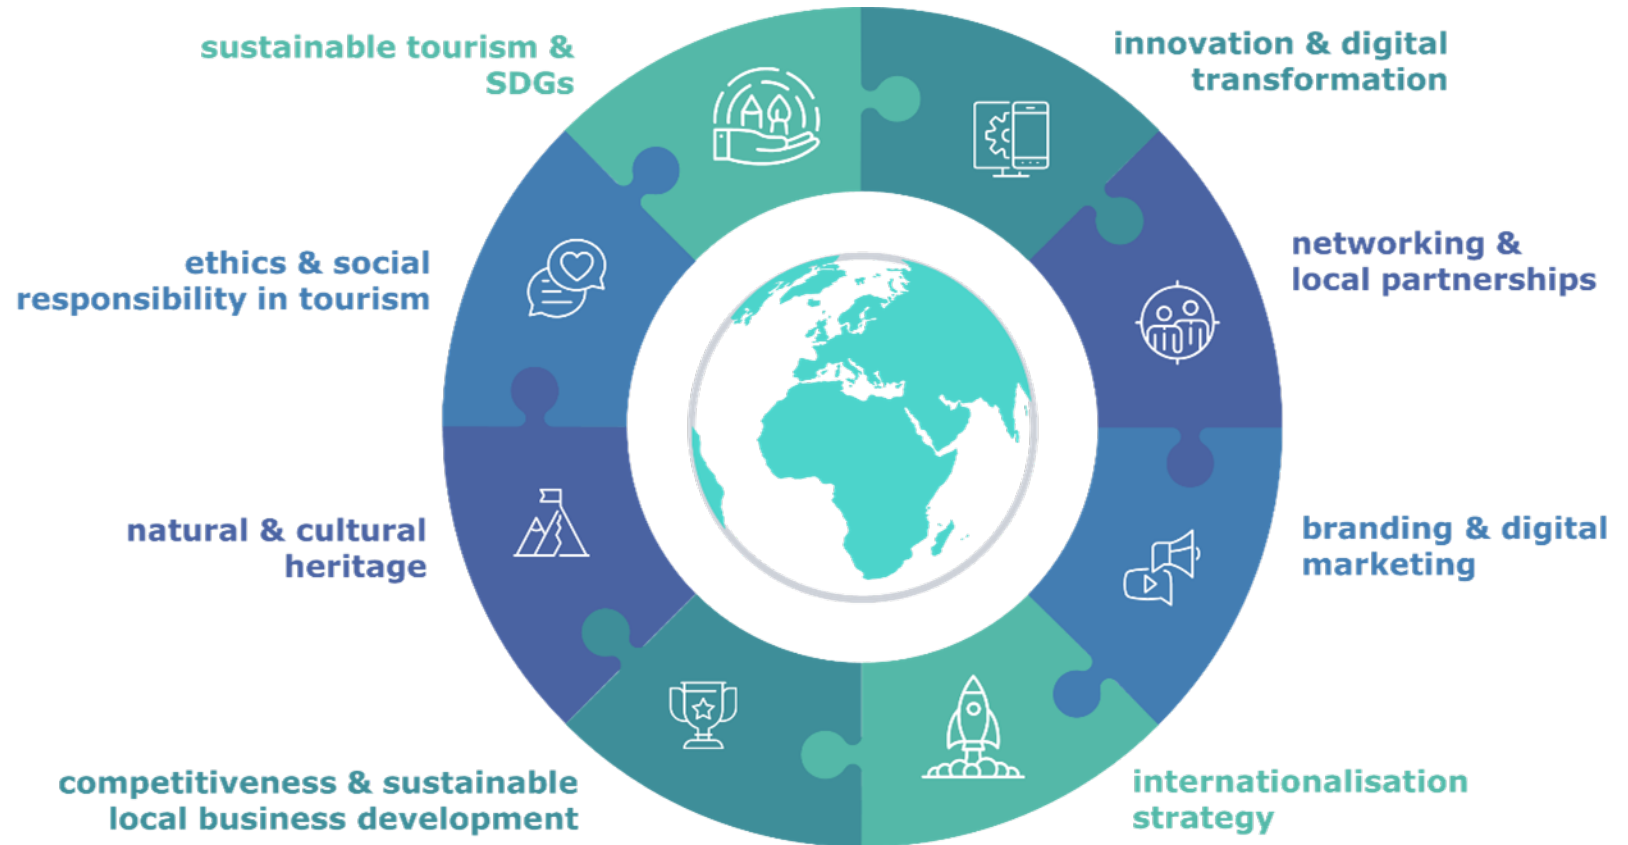 sustainable tourism &
SDGs
innovation & digital
transformation
ethics & social
responsibility in tourism
networking &
local partnerships
natural & cultural
heritage
branding & digital
marketing
competitiveness & sustainable
local business development
internationalisation
strategy